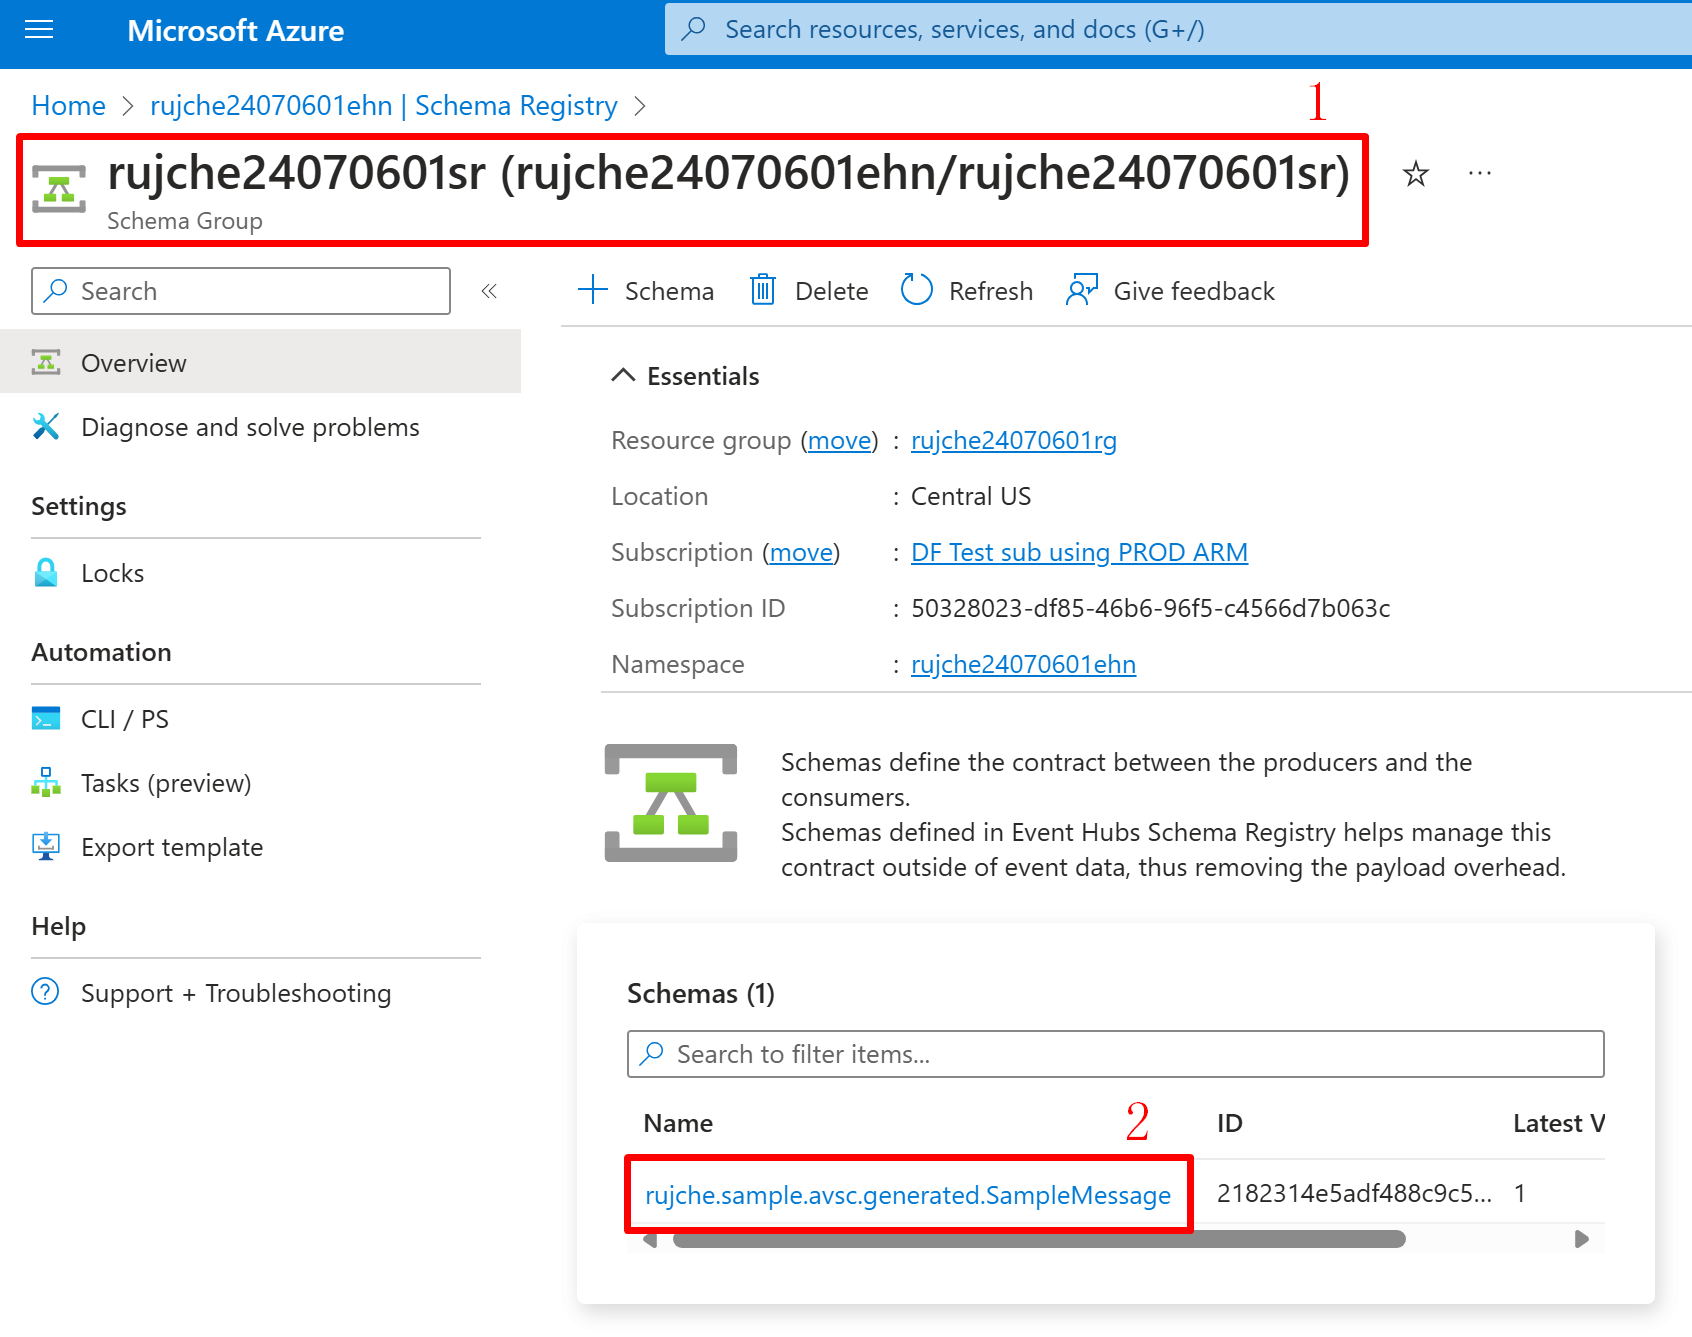 Microsoft Azure
Search resources, services, and docs (G+/)
Home > rujche24070601ehn | Schema Registry >
1
rujche24070601sr (rujche24070601ehn/rujche24070601sr)
Schema Group
Search
Overview
Diagnose and solve problems
Settings
Locks
Automation
CLI / PS
Tasks (preview)
Export template
Help
Support + Troubleshooting
Schema Delete Refresh Give feedback
Essentials
Resource group (move) : rujche24070601rg
Location : Central US
Subscription (move) : DF Test sub using PROD ARM
Subscription ID : 50328023-df85-46b6-96f5-c4566d7b063c
Namespace : rujche24070601ehn
Schemas define the contract between the producers and the
consumers.
Schemas defined in Event Hubs Schema Registry helps manage this
contract outside of event data, thus removing the payload overhead.
Schemas (1)
Search to filter items...
2
Name ID Latest V
rujche.sample.avsc.generated.SampleMessage 2182314e5adf488c9c5... 1